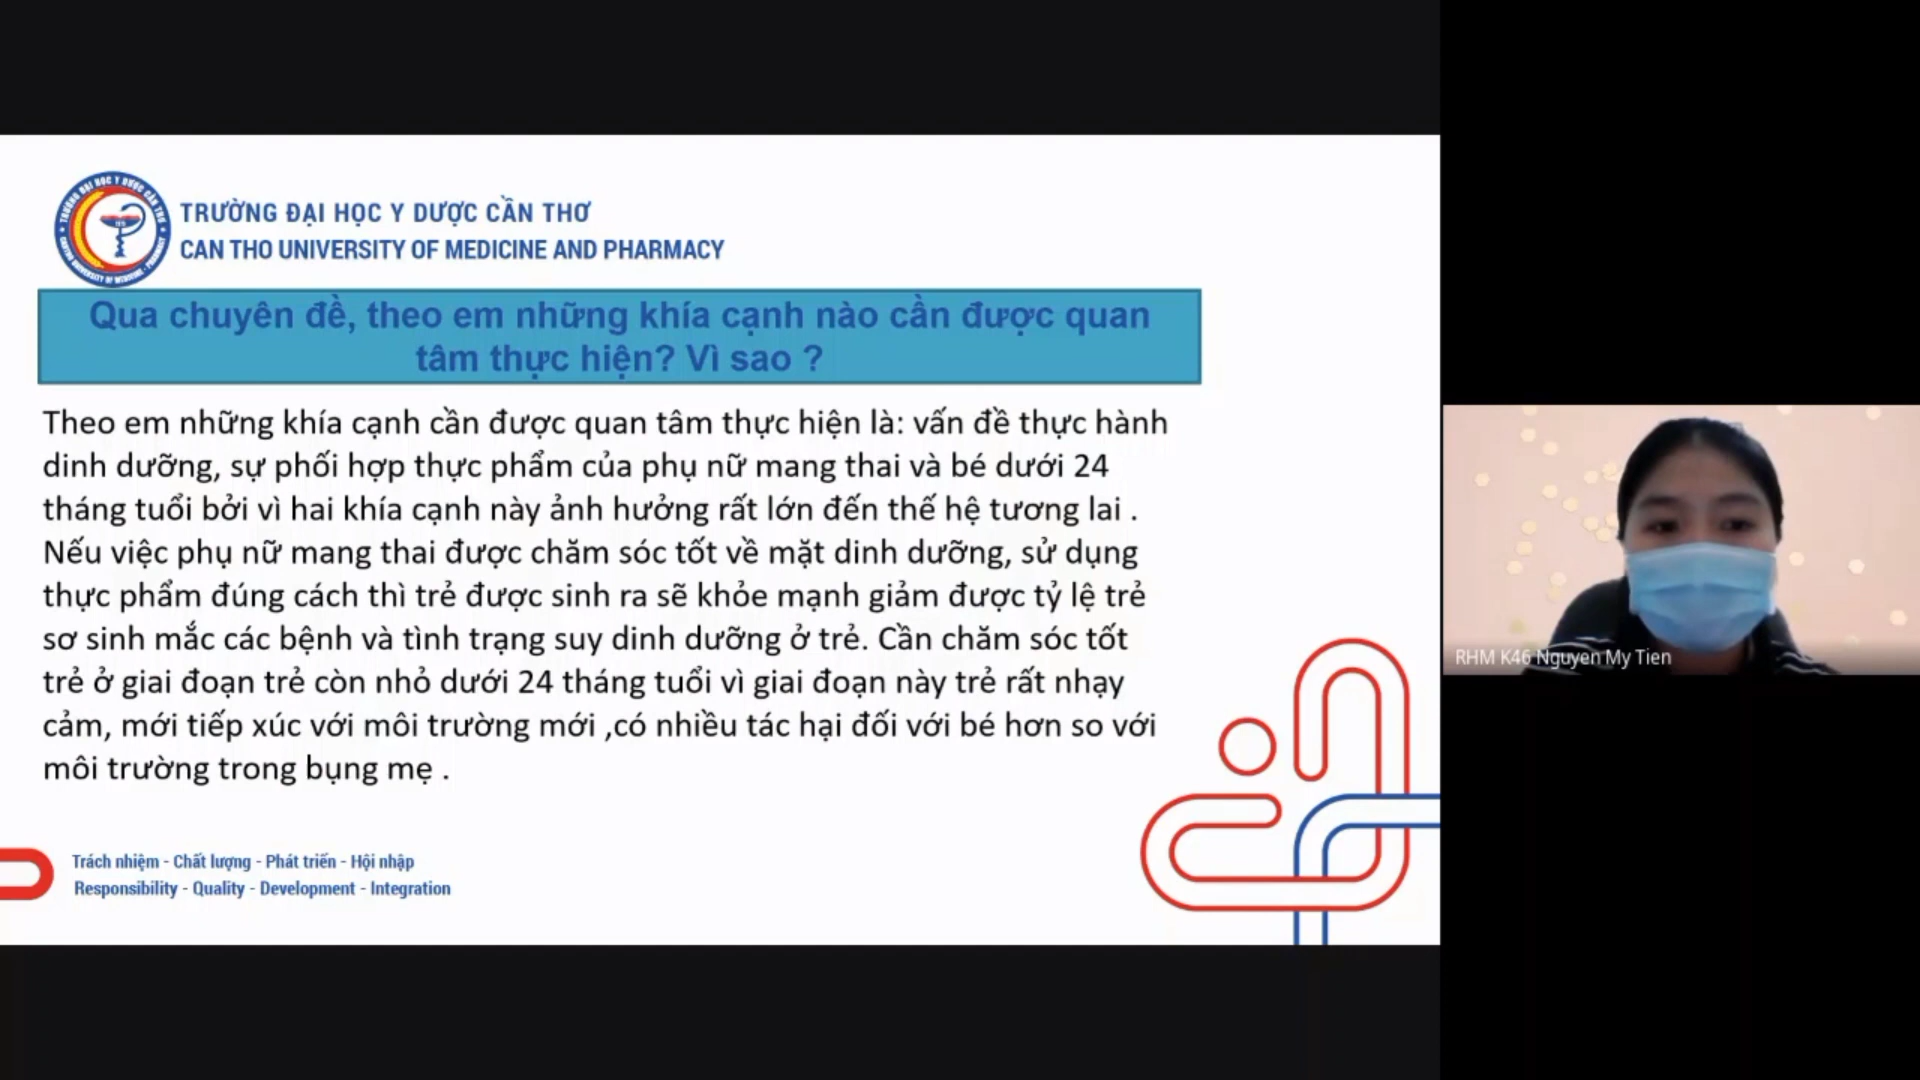 TRƯỜNG ĐẠI HỌC Y DƯỢC CẦN THƠ
CAN THO UNIVERSITY OF MEDICINE AND PHARMACY
Qua chuyên đề, theo em những khía cạnh nào cần được quan
tâm thực hiện? Vì sao ?
Theo em những khía cạnh cần được quan tâm thực hiện là: vấn đề thực hành
dinh dưỡng, sự phối hợp thực phẩm của phụ nữ mang thai và bé dưới 24
tháng tuổi bởi vì hai khía cạnh này ảnh hưởng rất lớn đến thế hệ tương lai .
Nếu việc phụ nữ mang thai được chăm sóc tốt về mặt dinh dưỡng, sử dụng
thực phẩm đúng cách thì trẻ được sinh ra sẽ khỏe mạnh giảm được tỷ lệ trẻ
sơ sinh mắc các bệnh và tình trạng suy dinh dưỡng ở trẻ. Cần chăm sóc tốt
trẻ ở giai đoạn trẻ còn nhỏ dưới 24 tháng tuổi vì giai đoạn này trẻ rất nhạy
cảm, mới tiếp xúc với môi trường mới ,có nhiều tác hại đối với bé hơn so với
môi trường trong bụng mẹ .
Trách nhiệm - Chất lượng - Phát triển - Hội nhập
Responsibility - Quality - Development - Integration
RHM K46 Nguyen My Tien